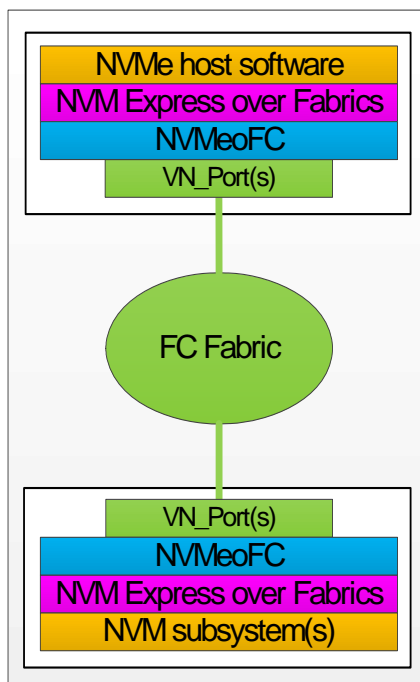 NVMe host software
NVM Express over Fabrics
NVMeoFC
VN_Port(s)
FC Fabric
VN_Port(s)
NVMeoFC
NVM Express over Fabrics
NVM subsystem(s)